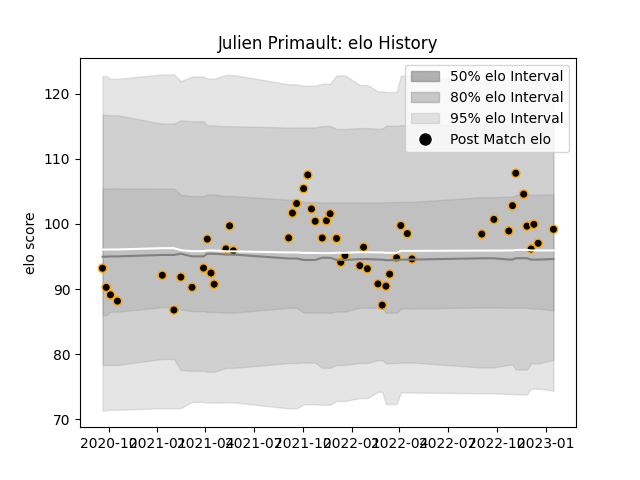 Julien Primault: elo History
50% elo Interval
80% elo Interval
95% elo Interval
Post Match elo
elo score
120
110
100
90
80
70
2020-10 2021-01 2021-04 2021-07 2021-10 2022-01 2022-04 2022-07 2022-10 2023-01